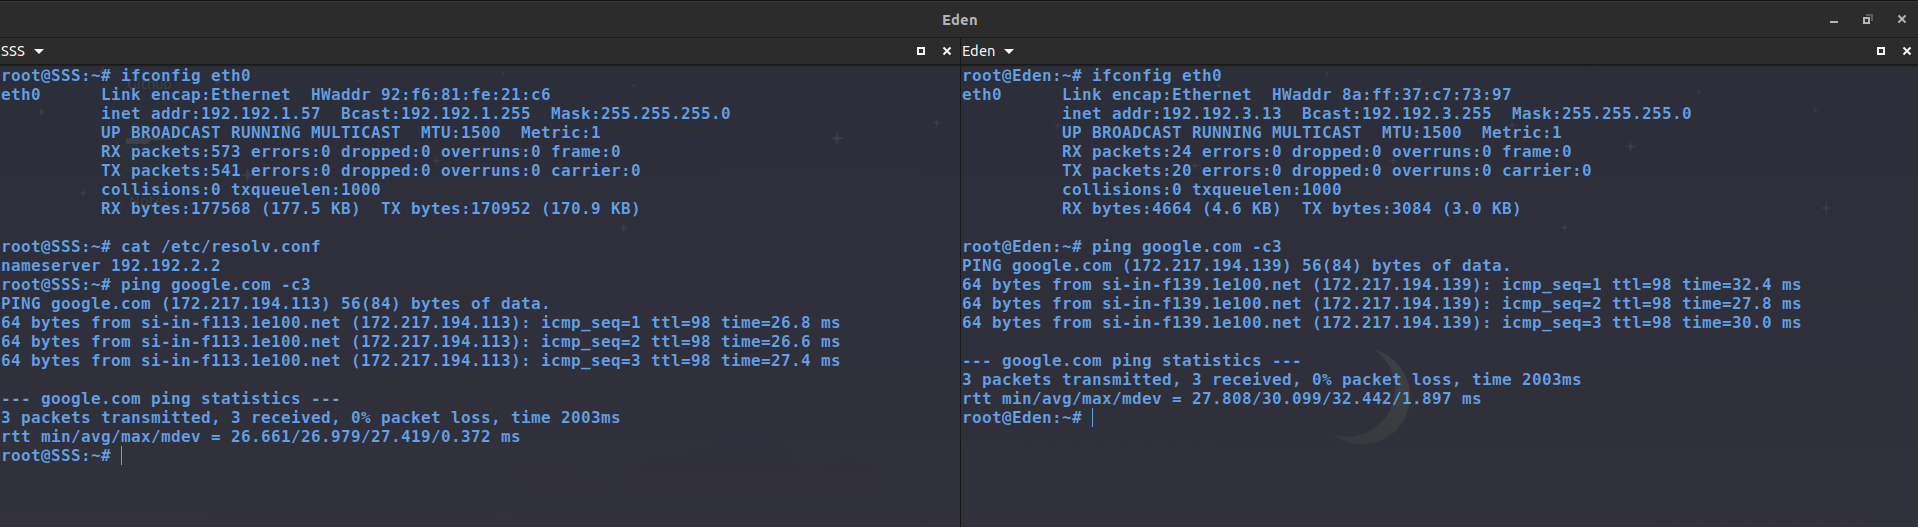 Eden
SSS
root@SSS:~# ifconfig eth0
eth0      Link encap:Ethernet  HWaddr 92:f6:81:fe:21:c6
          inet addr:192.192.1.57  Bcast:192.192.1.255  Mask:255.255.255.0
          UP BROADCAST RUNNING MULTICAST  MTU:1500  Metric:1
          RX packets:573 errors:0 dropped:0 overruns:0 frame:0
          TX packets:541 errors:0 dropped:0 overruns:0 carrier:0
          collisions:0 txqueuelen:1000
          RX bytes:177568 (177.5 KB)  TX bytes:170952 (170.9 KB)
root@SSS:~# cat /etc/resolv.conf
nameserver 192.192.2.2
root@SSS:~# ping google.com -c3
PING google.com (172.217.194.113) 56(84) bytes of data.
64 bytes from si-in-f113.1e100.net (172.217.194.113): icmp_seq=1 ttl=98 time=26.8 ms
64 bytes from si-in-f113.1e100.net (172.217.194.113): icmp_seq=2 ttl=98 time=26.6 ms
64 bytes from si-in-f113.1e100.net (172.217.194.113): icmp_seq=3 ttl=98 time=27.4 ms
--- google.com ping statistics ---
3 packets transmitted, 3 received, 0% packet loss, time 2003ms
rtt min/avg/max/mdev = 26.661/26.979/27.419/0.372 ms
root@SSS:~#
Eden
root@Eden:~# ifconfig eth0
eth0      Link encap:Ethernet  HWaddr 8a:ff:37:c7:73:97
          inet addr:192.192.3.13  Bcast:192.192.3.255  Mask:255.255.255.0
          UP BROADCAST RUNNING MULTICAST  MTU:1500  Metric:1
          RX packets:24 errors:0 dropped:0 overruns:0 frame:0
          TX packets:20 errors:0 dropped:0 overruns:0 carrier:0
          collisions:0 txqueuelen:1000
          RX bytes:4664 (4.6 KB)  TX bytes:3084 (3.0 KB)
root@Eden:~# ping google.com -c3
PING google.com (172.217.194.139) 56(84) bytes of data.
64 bytes from si-in-f139.1e100.net (172.217.194.139): icmp_seq=1 ttl=98 time=32.4 ms
64 bytes from si-in-f139.1e100.net (172.217.194.139): icmp_seq=2 ttl=98 time=27.8 ms
64 bytes from si-in-f139.1e100.net (172.217.194.139): icmp_seq=3 ttl=98 time=30.0 ms
--- google.com ping statistics ---
3 packets transmitted, 3 received, 0% packet loss, time 2003ms
rtt min/avg/max/mdev = 27.808/30.099/32.442/1.897 ms
root@Eden:~#